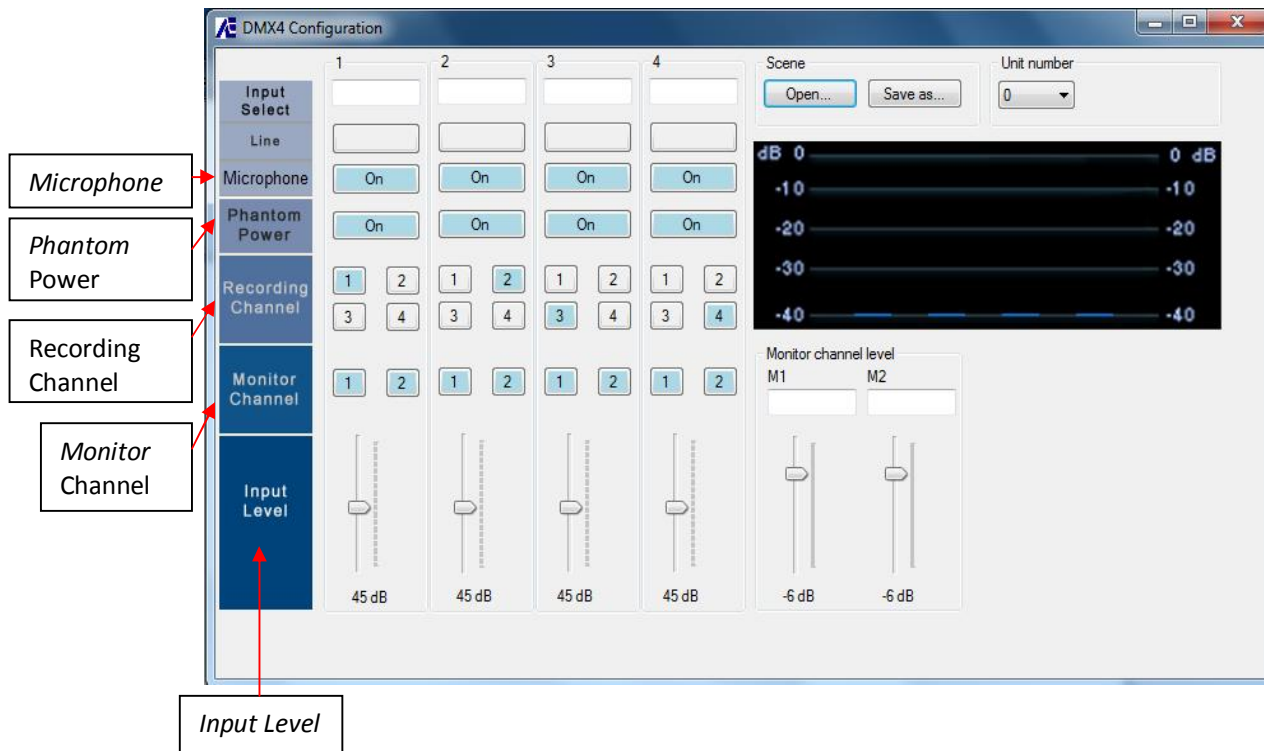 DMX4 Configuration
1 2 3 4
Scene
Unit number
Input
Select
Open... Save as...
0
Line
dB 0 0 dB
Microphone
Microphone On On On On
-10 -10
Phantom
Power
Phantom
Power
On On On On
-20 -20
-30 -30
-40 -40
Recording
Channel
Recording
Channel
1 2 1 2 1 2 1 2
3 4 3 4 3 4 3 4
Monitor
Channel
Monitor
Channel
1 2 1 2 1 2 1 2
Monitor channel level
M1 M2
Input
Level
45 dB 45 dB 45 dB 45 dB
-6 dB -6 dB
Input Level